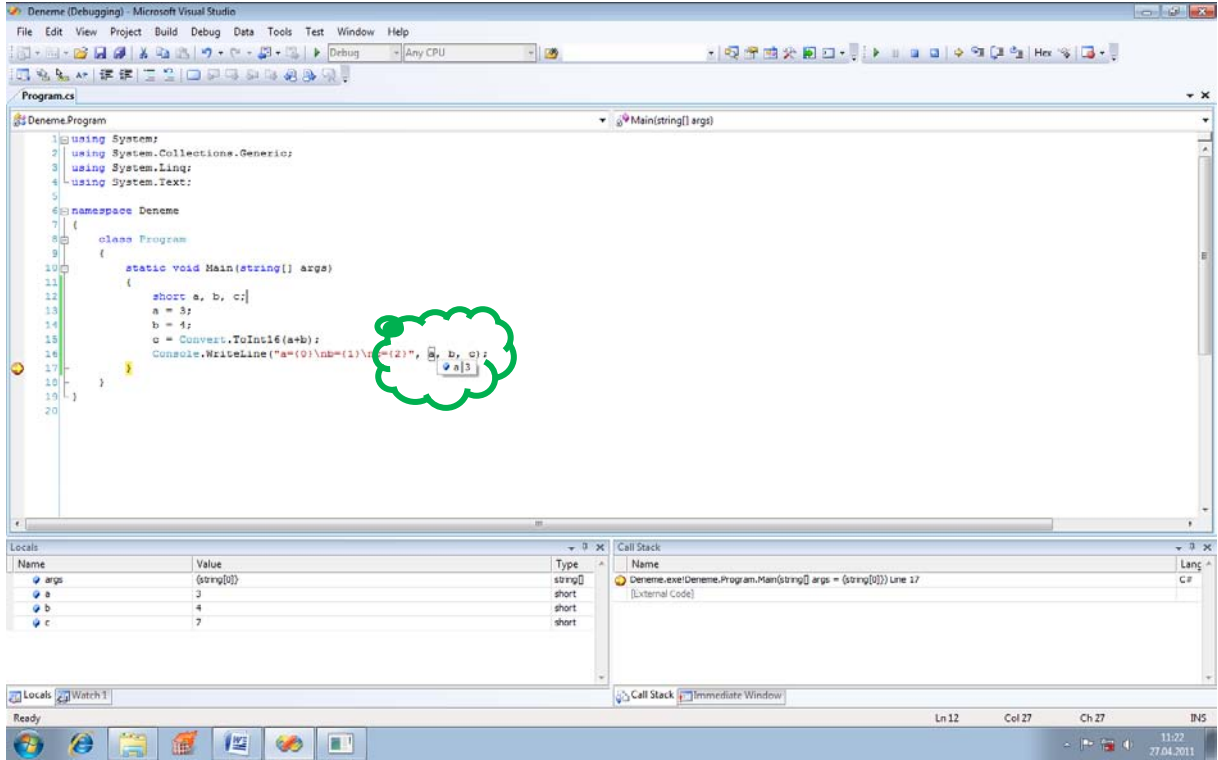 Deneme (Debugging) - Microsoft Visual Studio
File Edit View Project Build Debug Data Tools Test Window Help
Debug Any CPU Hex
Program.cs
Deneme.Program Main(string[] args)
1 using System;
2 using System.Collections.Generic;
3 using System.Linq;
4 using System.Text;
5
6 namespace Deneme
7 {
8 class Program
9 {
10 static void Main(string[] args)
11 {
12 short a, b, c;
13 a = 3;
14 b = 4;
15 c = Convert.ToInt16(a+b);
16 Console.WriteLine("a={0}\nb={1}\nc={2}", a, b, c);
a 3
17 }
18 }
19 }
20
Locals
Name Value Type
args {string[0]} string[]
a 3 short
b 4 short
c 7 short
Locals Watch 1
Call Stack
Name Lang
Deneme.exe!Deneme.Program.Main(string[] args = {string[0]}) Line 17 C#
[External Code]
Call Stack Immediate Window
Ready Ln 12 Col 27 Ch 27 INS
11:22
27.04.2011